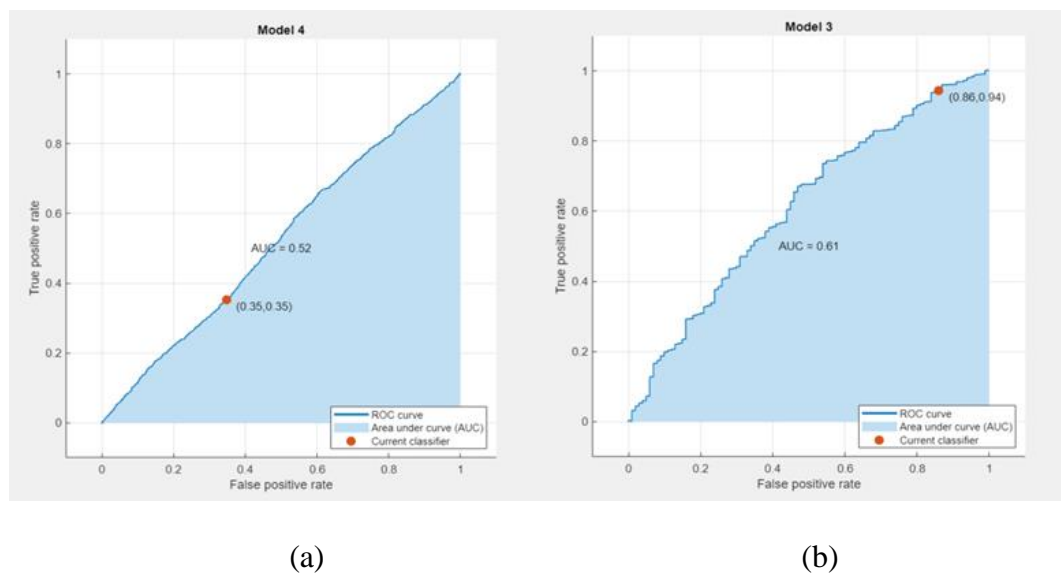 Model 4
1
0.8
0.6
0.4
0.2
0
True positive rate
AUC = 0.52
(0.35,0.35)
ROC curve
Area under curve (AUC)
Current classifier
0 0.2 0.4 0.6 0.8 1
False positive rate
(a)
Model 3
1
0.8
0.6
0.4
0.2
0
True positive rate
(0.86,0.94)
AUC = 0.61
ROC curve
Area under curve (AUC)
Current classifier
0 0.2 0.4 0.6 0.8 1
False positive rate
(b)